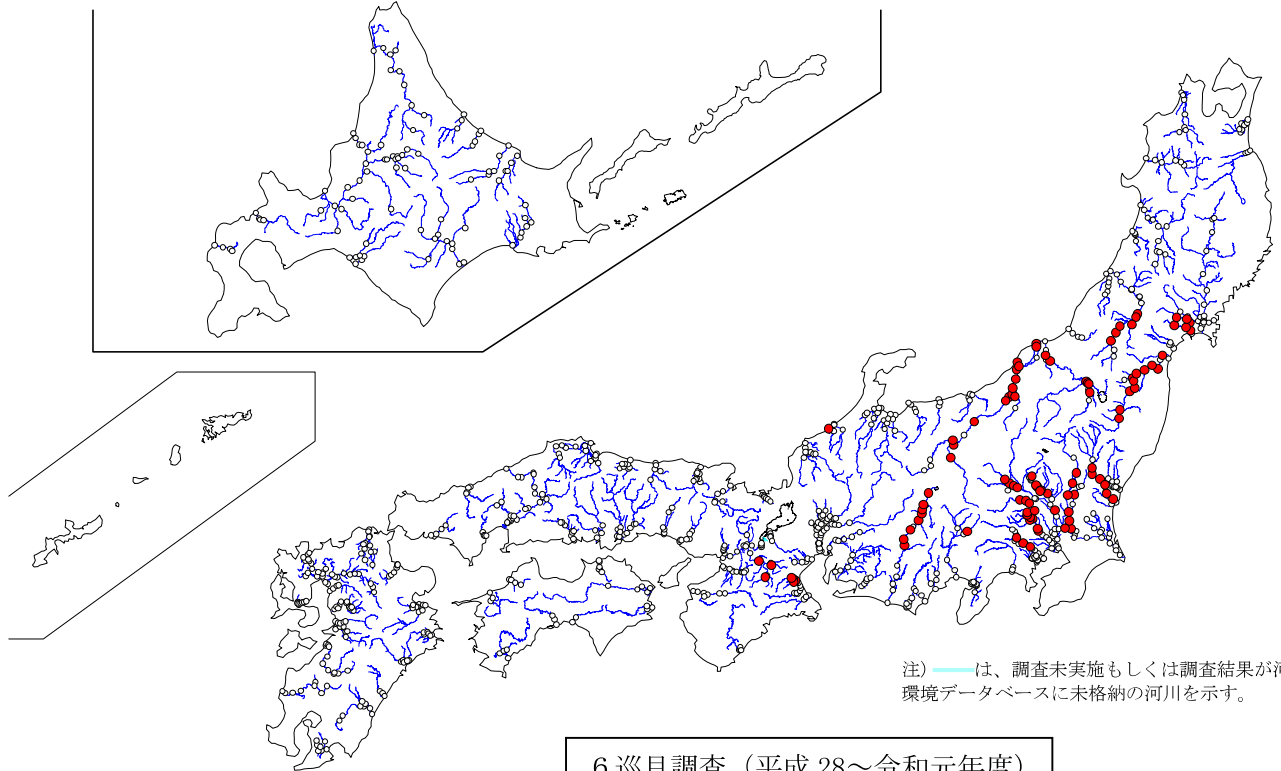 注）
は、調査未実施もしくは調査結果が河
環境データベースに未格納の河川を示す。
6巡目調査（平成 28～令和元年度）